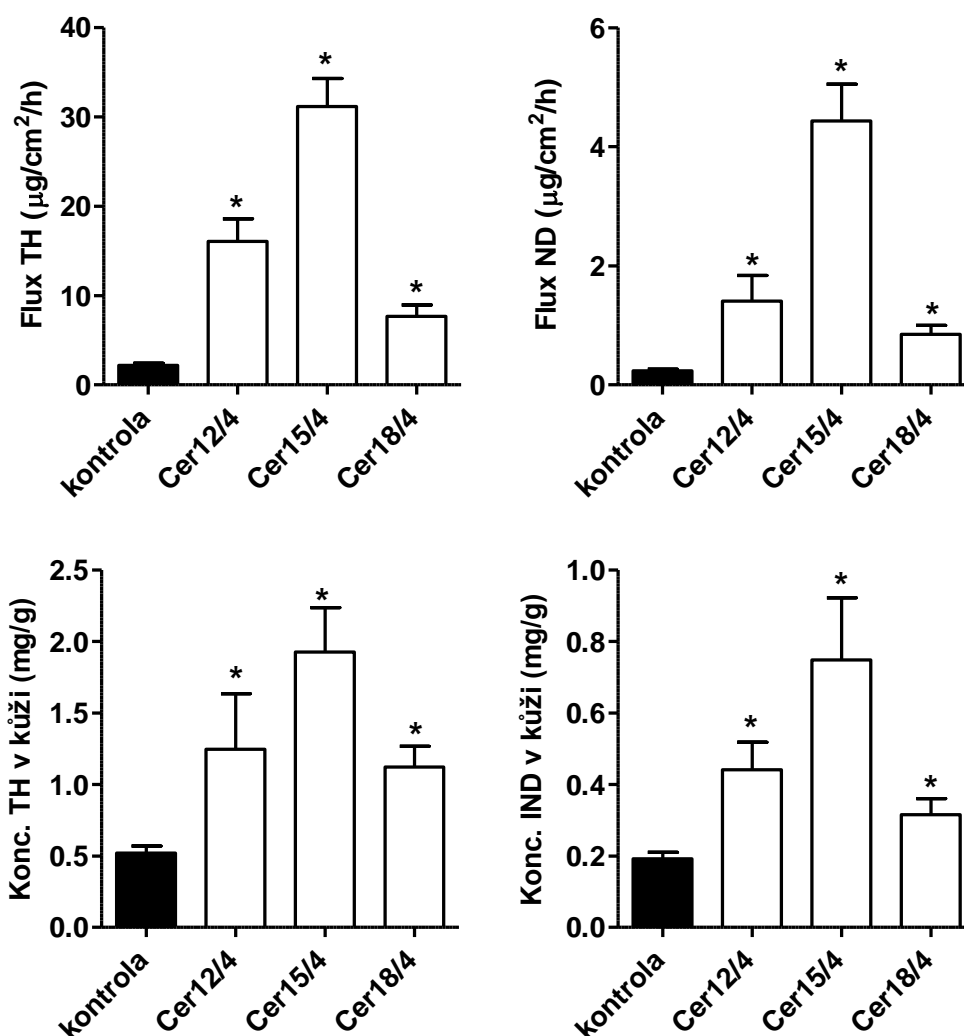 Flux TH (μg/cm²/h)
40
30
20
10
0
*
*
*
kontrola
Cer12/4
Cer15/4
Cer18/4
Flux ND (μg/cm²/h)
6
4
2
0
*
*
*
kontrola
Cer12/4
Cer15/4
Cer18/4
Konc. TH v kůži (mg/g)
2.5
2.0
1.5
1.0
0.5
0.0
*
*
*
kontrola
Cer12/4
Cer15/4
Cer18/4
Konc. IND v kůži (mg/g)
1.0
0.8
0.6
0.4
0.2
0.0
*
*
*
kontrola
Cer12/4
Cer15/4
Cer18/4